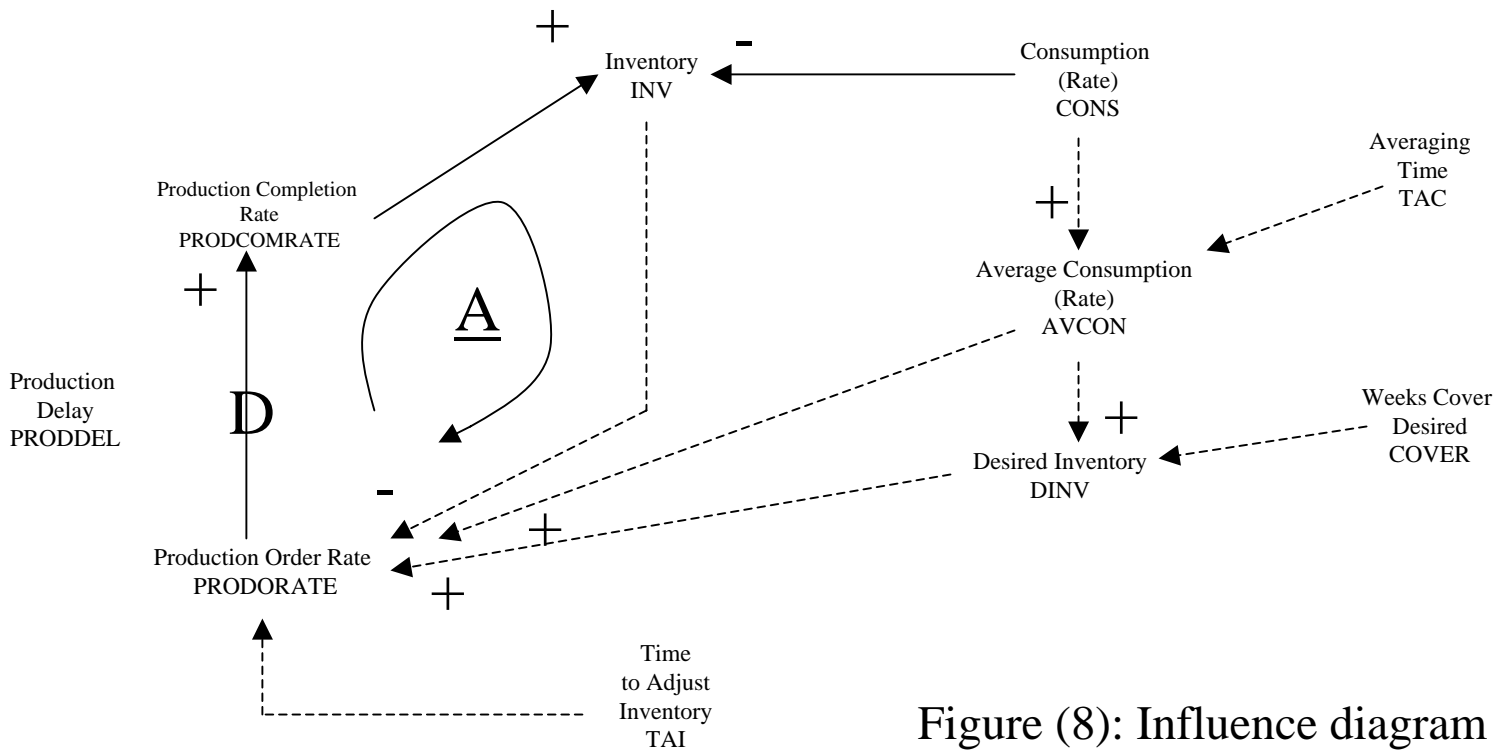 +
-
Inventory
INV
Consumption
(Rate)
CONS
Averaging
Time
TAC
+
Production Completion
Rate
PRODCOMRATE
+
A
Average Consumption
(Rate)
AVCON
Production
Delay
PRODDEL
D
+
Weeks Cover
Desired
COVER
Desired Inventory
DINV
-
+
Production Order Rate
PRODORATE
+
Time
to Adjust
Inventory
TAI
Figure (8): Influence diagram